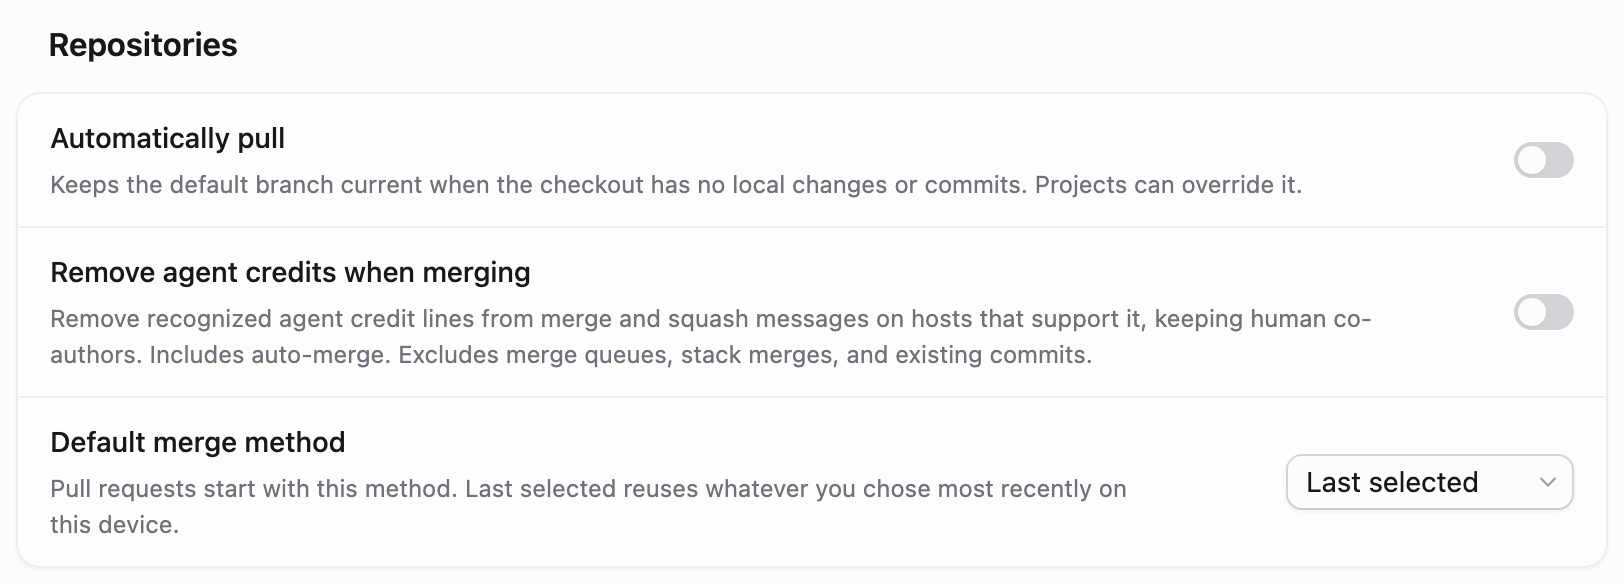 Repositories
Automatically pull
Keeps the default branch current when the checkout has no local changes or commits. Projects can override it.
Remove agent credits when merging
Remove recognized agent credit lines from merge and squash messages on hosts that support it, keeping human co-
authors. Includes auto-merge. Excludes merge queues, stack merges, and existing commits.
Default merge method
Pull requests start with this method. Last selected reuses whatever you chose most recently on
this device.
Last selected